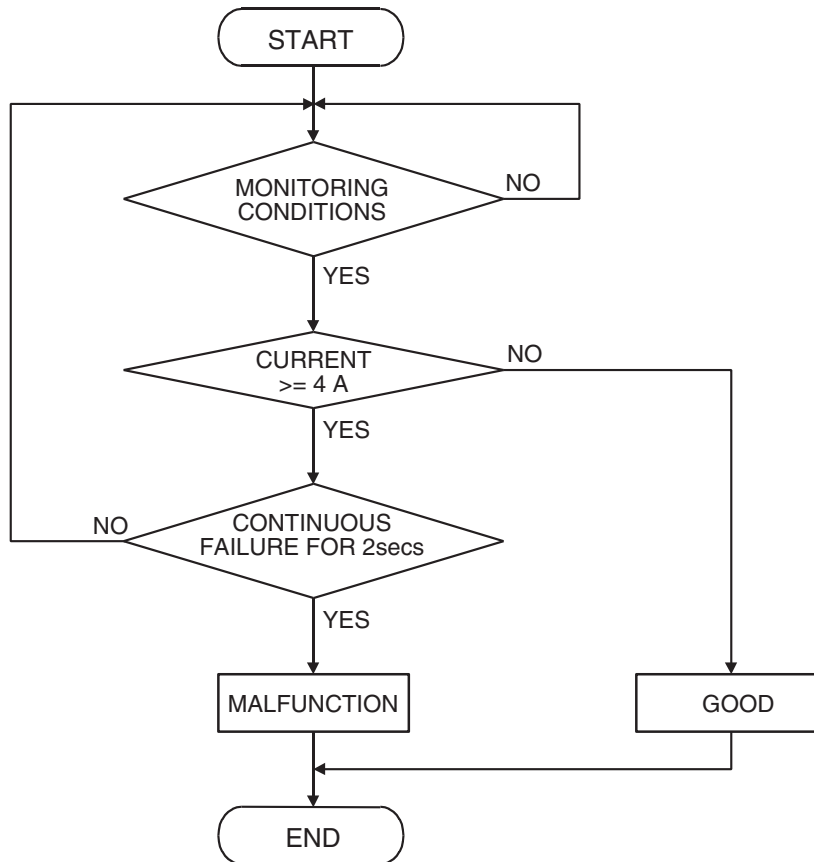 START
MONITORING
CONDITIONS
NO
YES
CURRENT
>= 4 A
NO
YES
CONTINUOUS
FAILURE FOR 2secs
NO
YES
MALFUNCTION
GOOD
END